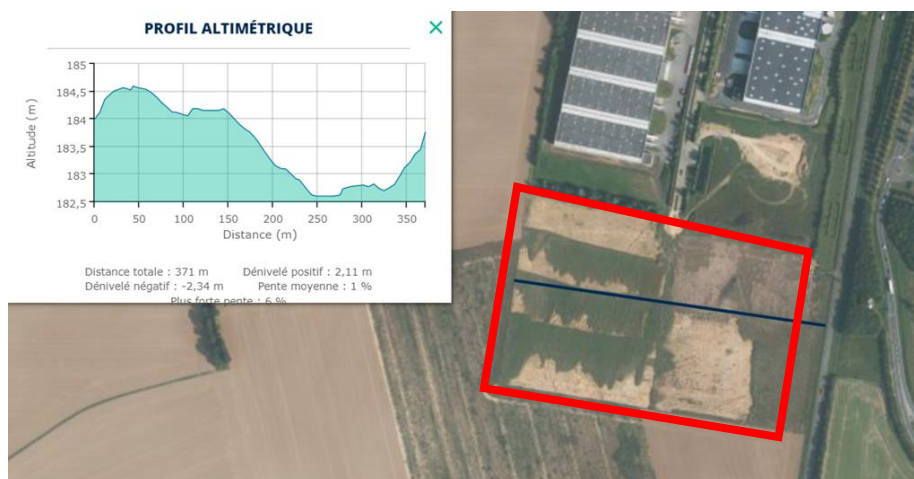 PROFIL ALTIMÉTRIQUE
×
185
184,5
184
183,5
183
182,5
Altitude (m)
0 50 100 150 200 250 300 350
Distance (m)
Distance totale : 371 m Dénivelé positif : 2,11 m
Dénivelé négatif : -2,34 m Pente moyenne : 1 %
Plus forte pente : 6 %